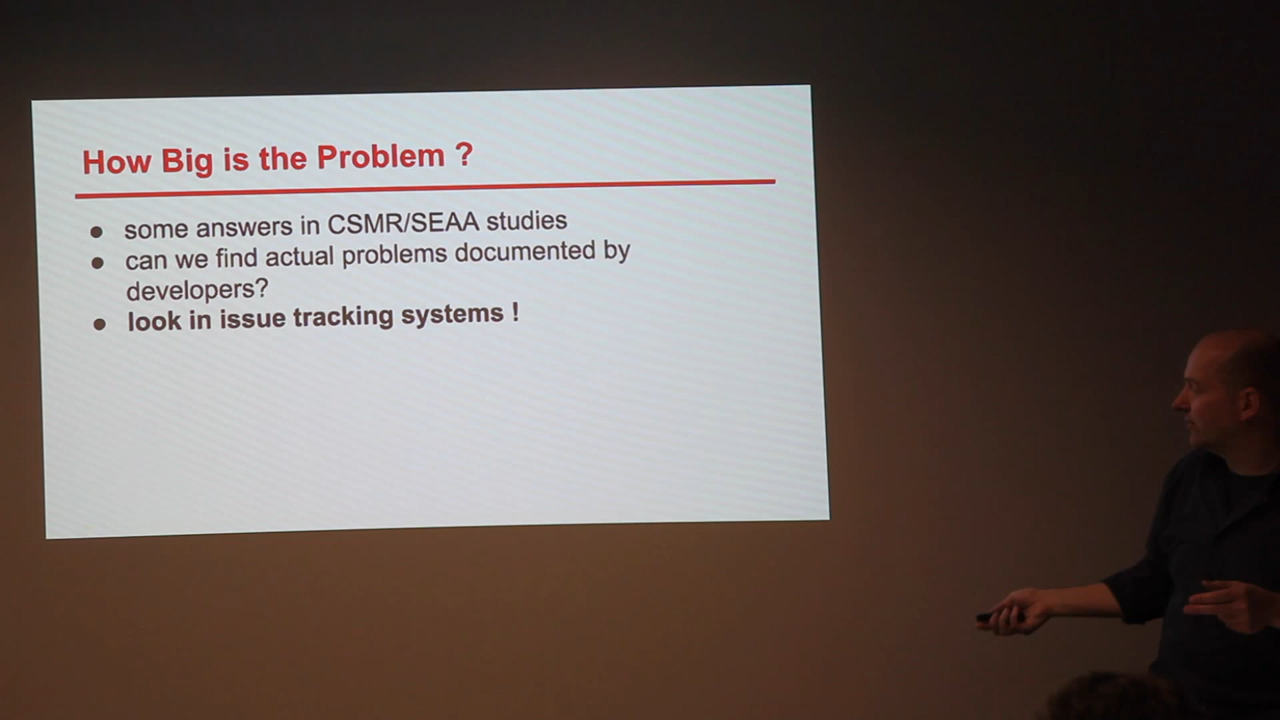 How Big is the Problem ?
● some answers in CSMR/SEAA studies
● can we find actual problems documented by
developers?
● look in issue tracking systems !